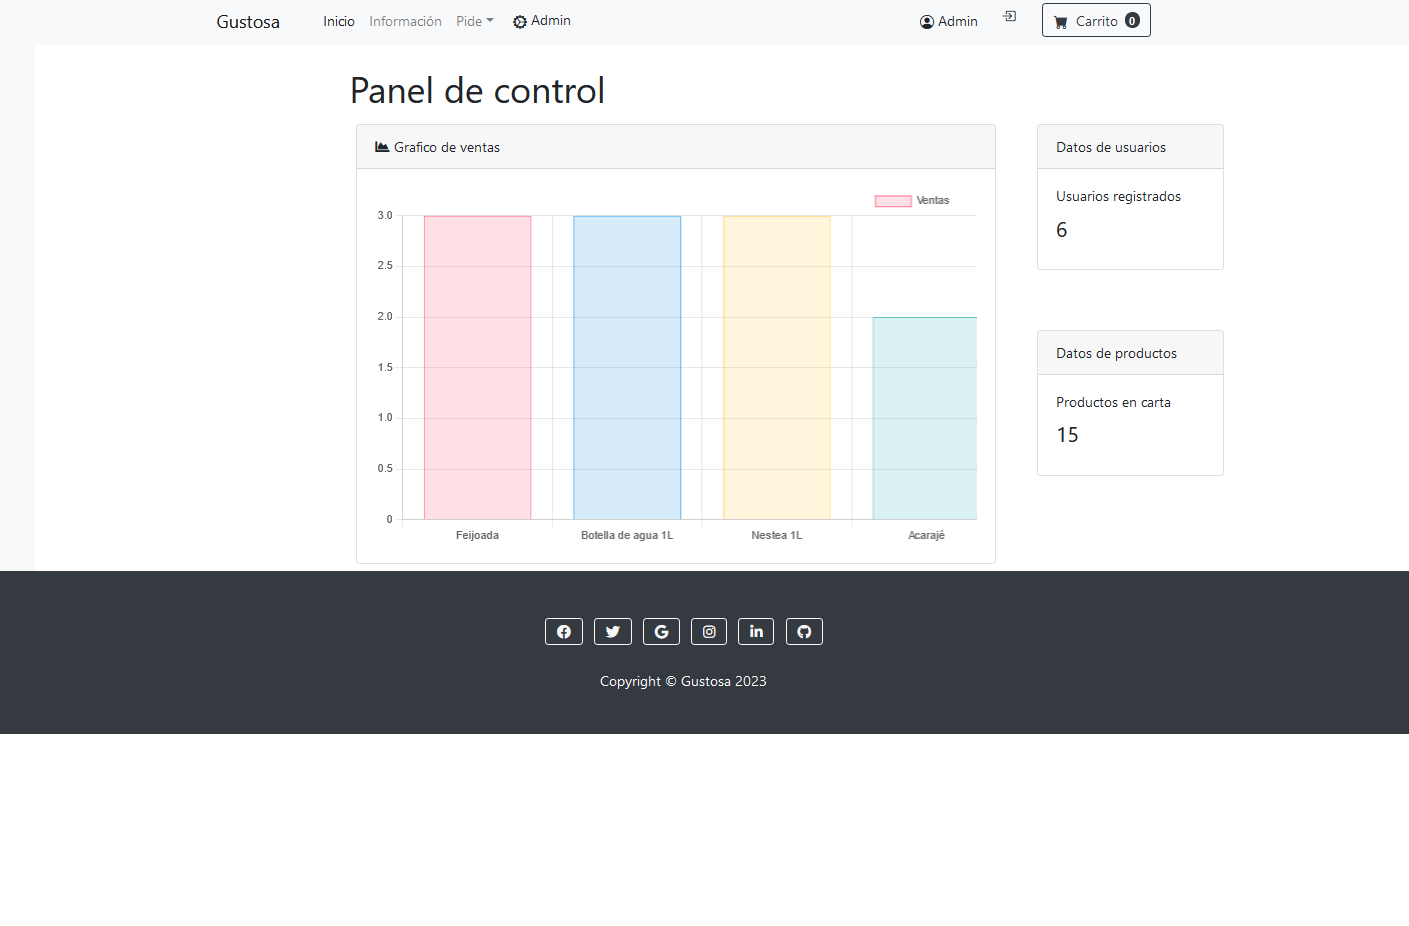 Gustosa Inicio Información Pide Admin Admin Carrito 0
Panel de control
Grafico de ventas
Ventas
3.0
2.5
2.0
1.5
1.0
0.5
0
Feijoada Botella de agua 1L Nestea 1L Acarajé
Datos de usuarios
Usuarios registrados
6
Datos de productos
Productos en carta
15
Copyright © Gustosa 2023